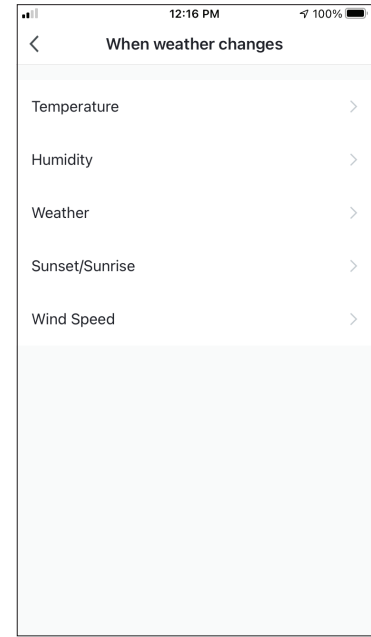 12:16 PM 100%
When weather changes
Temperature
Humidity
Weather
Sunset/Sunrise
Wind Speed